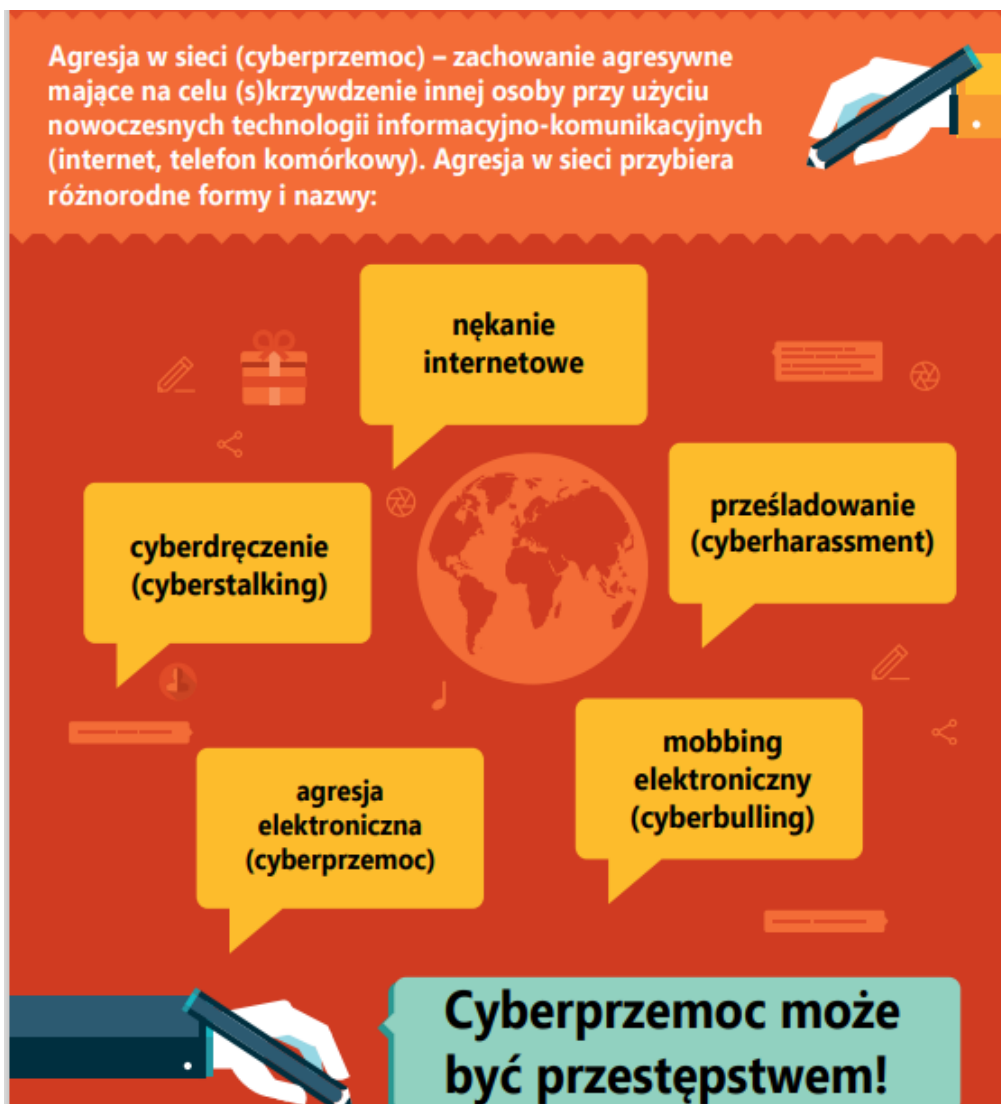 Agresja w sieci (cyberprzemoc) – zachowanie agresywne
mające na celu (s)krzywdzenie innej osoby przy użyciu
nowoczesnych technologii informacyjno-komunikacyjnych
(internet, telefon komórkowy). Agresja w sieci przybiera
różnorodne formy i nazwy:
nękanie
internetowe
cyberdręczenie
(cyberstalking)
prześladowanie
(cyberharassment)
agresja
elektroniczna
(cyberprzemoc)
mobbing
elektroniczny
(cyberbulling)
Cyberprzemoc może
być przestępstwem!